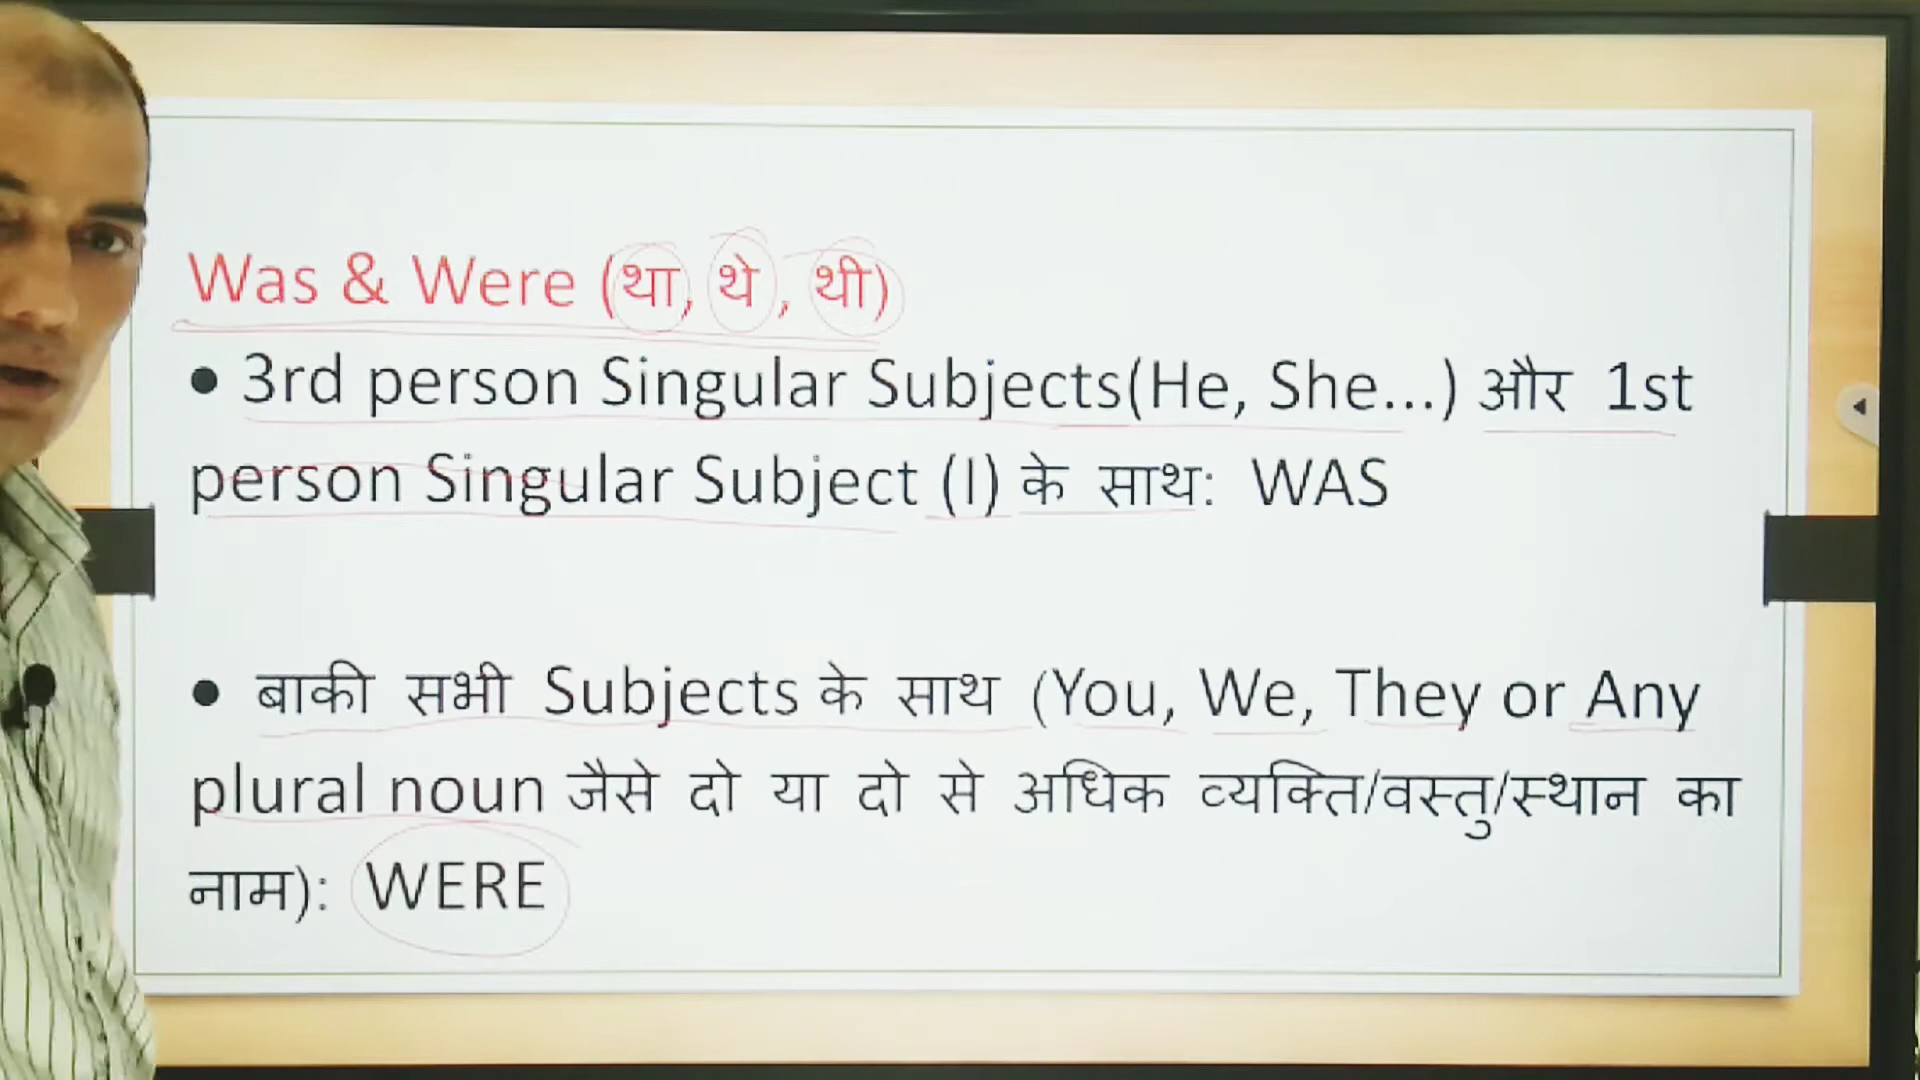 Was & Were (था, थे , थी)
• 3rd person Singular Subjects(He, She...) और 1st
person Singular Subject (I) के साथ: WAS
• बाकी सभी Subjects के साथ (You, We, They or Any
plural noun जैसे दो या दो से अधिक व्यक्ति/वस्तु/स्थान का
नाम): WERE